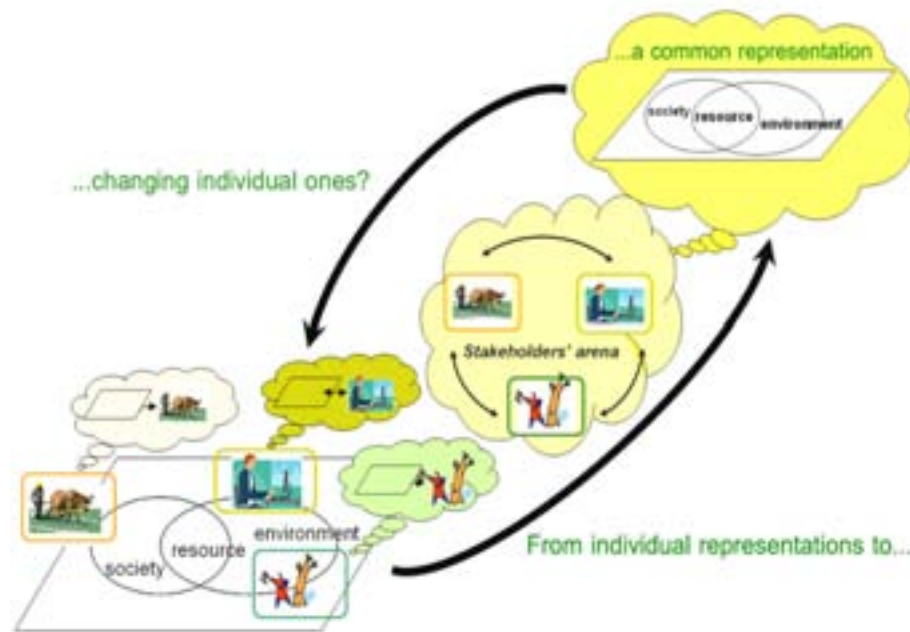 ...a common representation
society
resource
environment
...changing individual ones?
Stakeholders' arena
environment
resource
society
From individual representations to...